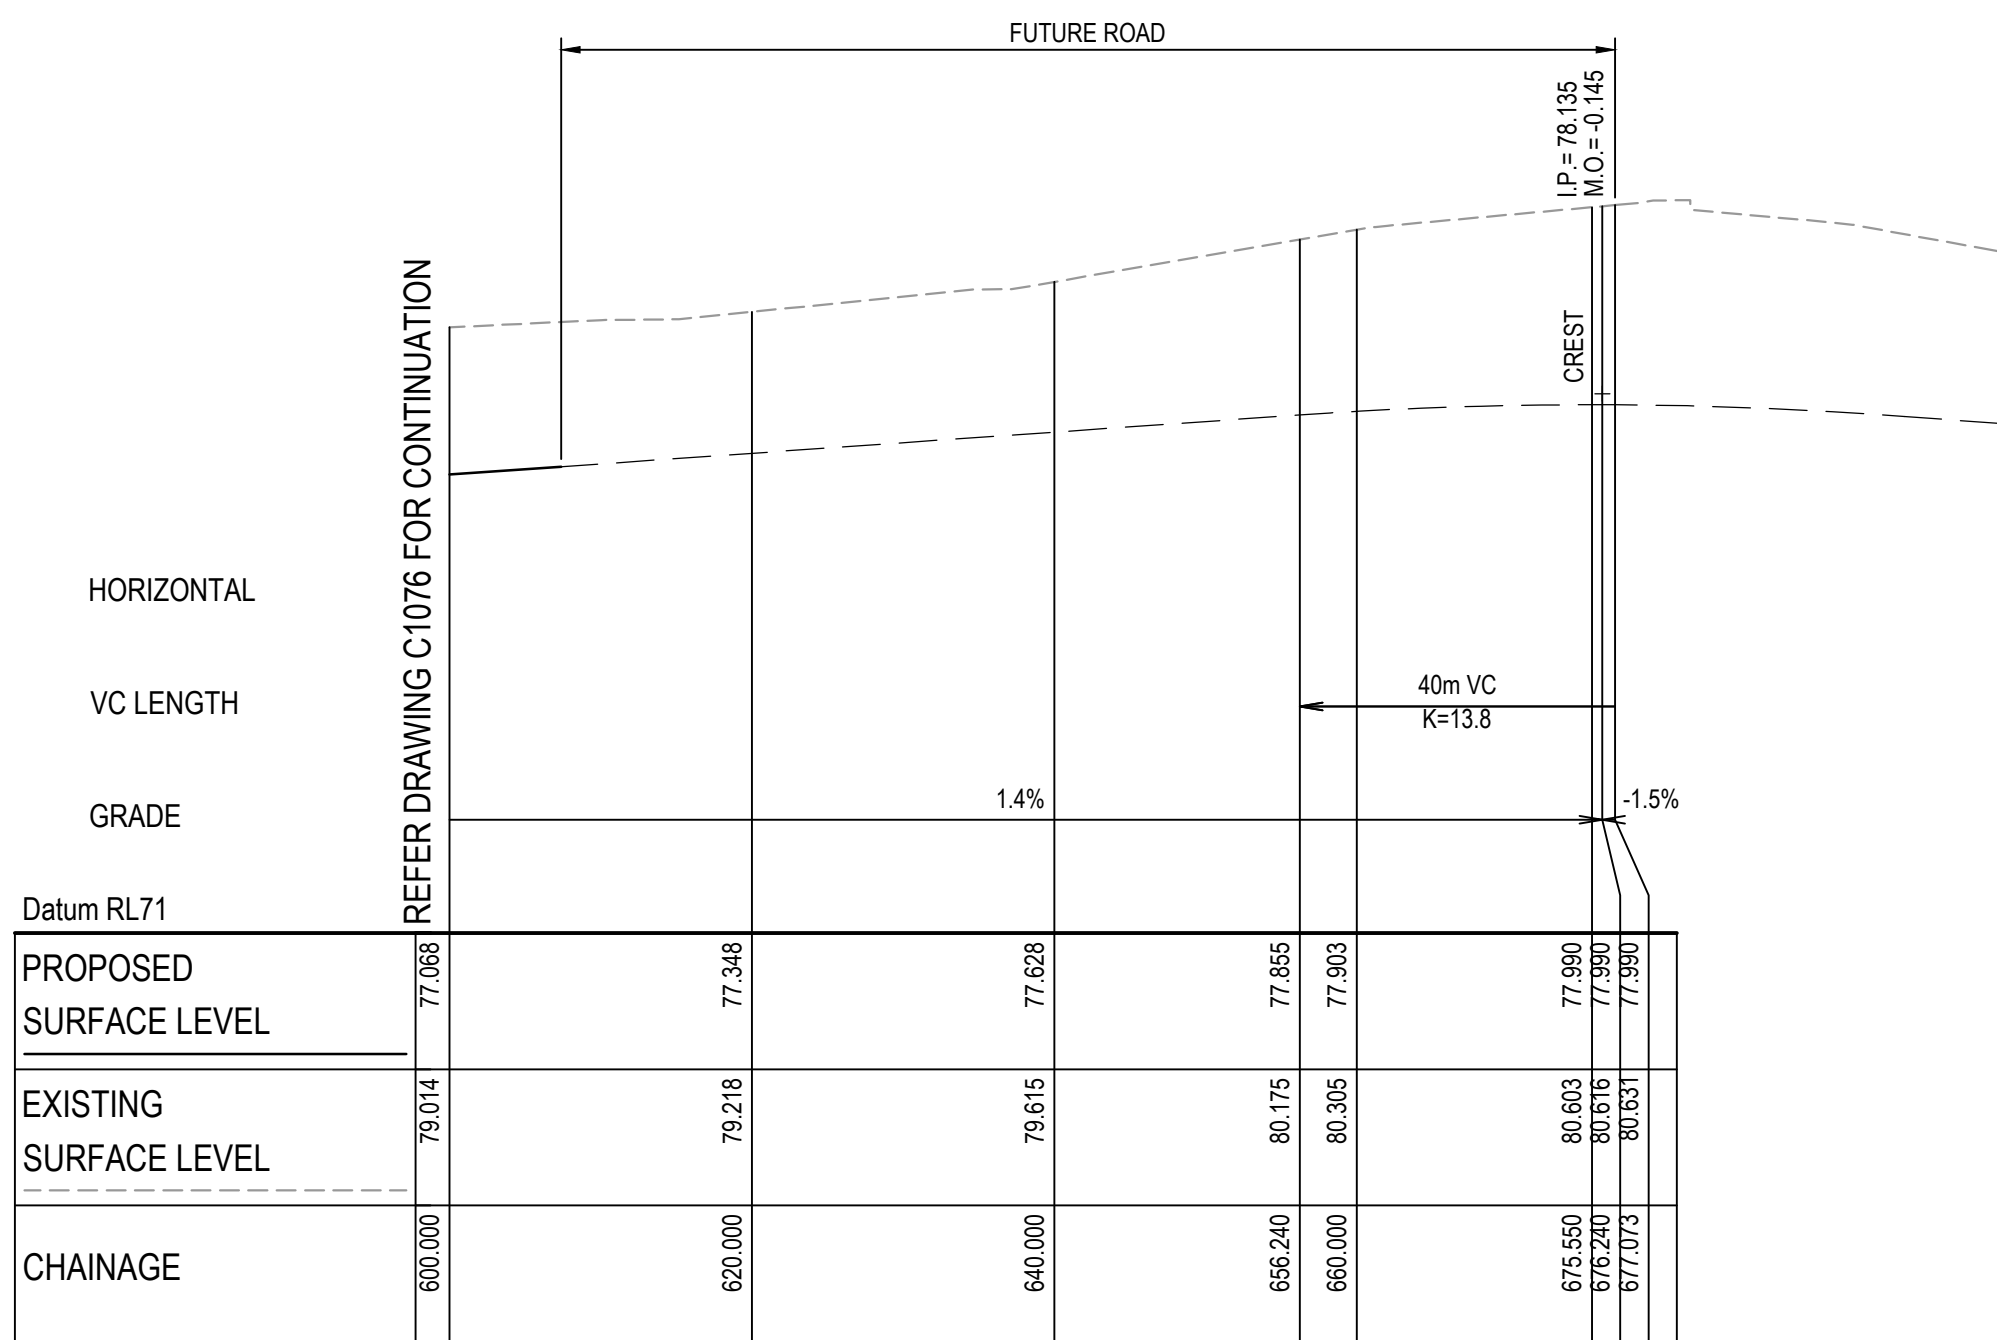 FUTURE ROAD
I.P.= 78.135
M.O.= -0.145
CREST
REFER DRAWING C1076 FOR CONTINUATION
HORIZONTAL
VC LENGTH
40m VC
K=13.8
GRADE
1.4%
-1.5%
Datum RL71
PROPOSED
SURFACE LEVEL
77.068 77.348 77.628 77.855 77.903 77.990 77.990 77.990
EXISTING
SURFACE LEVEL
79.014 79.218 79.615 80.175 80.305 80.603 80.616 80.631
CHAINAGE
600.000 620.000 640.000 656.240 660.000 675.550 676.240 677.073